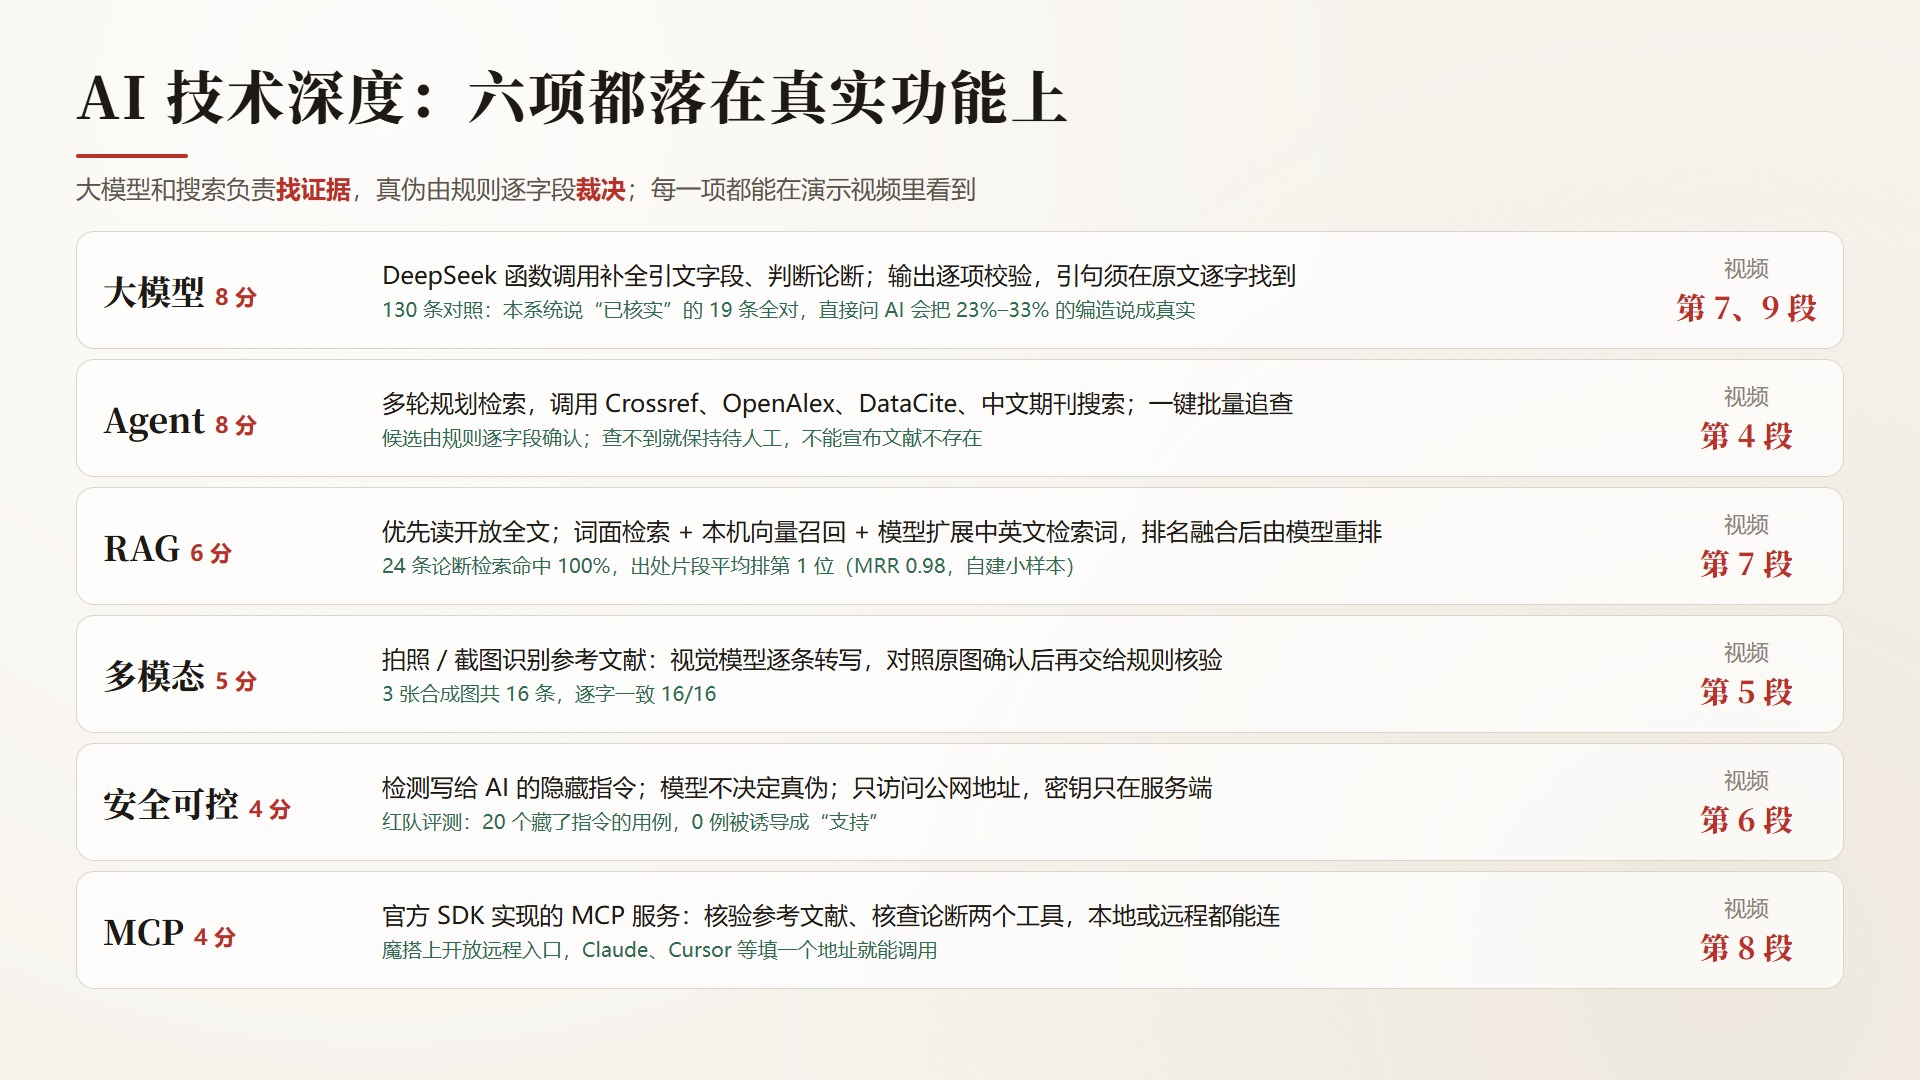 AI 技术深度：六项都落在真实功能上
大模型和搜索负责找证据，真伪由规则逐字段裁决；每一项都能在演示视频里看到
大模型 8 分
DeepSeek 函数调用补全引文字段、判断论断；输出逐项校验，引句须在原文逐字找到
130 条对照：本系统说“已核实”的 19 条全对，直接问 AI 会把 23%–33% 的编造说成真实
视频
第 7、9 段
Agent 8 分
多轮规划检索，调用 Crossref、OpenAlex、DataCite、中文期刊搜索；一键批量追查
候选由规则逐字段确认；查不到就保持待人工，不能宣布文献不存在
视频
第 4 段
RAG 6 分
优先读开放全文；词面检索 + 本机向量召回 + 模型扩展中英文检索词，排名融合后由模型重排
24 条论断检索命中 100%，出处片段平均排第 1 位（MRR 0.98，自建小样本）
视频
第 7 段
多模态 5 分
拍照 / 截图识别参考文献：视觉模型逐条转写，对照原图确认后再交给规则核验
3 张合成图共 16 条，逐字一致 16/16
视频
第 5 段
安全可控 4 分
检测写给 AI 的隐藏指令；模型不决定真伪；只访问公网地址，密钥只在服务端
红队评测：20 个藏了指令的用例，0 例被诱导成“支持”
视频
第 6 段
MCP 4 分
官方 SDK 实现的 MCP 服务：核验参考文献、核查论断两个工具，本地或远程都能连
魔搭上开放远程入口，Claude、Cursor 等填一个地址就能调用
视频
第 8 段